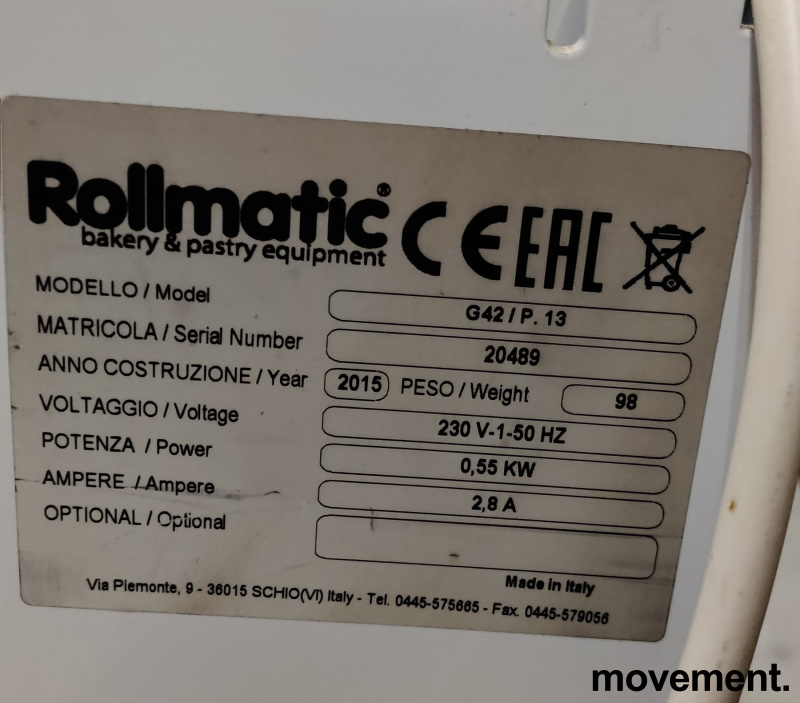 Rollmatic®
bakery & pastry equipment
CE EAC
MODELLO / Model G42 / P. 13
MATRICOLA / Serial Number 20489
ANNO COSTRUZIONE / Year 2015 PESO / Weight 98
VOLTAGGIO / Voltage 230 V-1-50 HZ
POTENZA / Power 0,55 KW
AMPERE / Ampere 2,8 A
OPTIONAL / Optional
Made in Italy
Via Piemonte, 9 - 36015 SCHIO(VI) Italy - Tel. 0445-575665 - Fax. 0445-579056
movement.